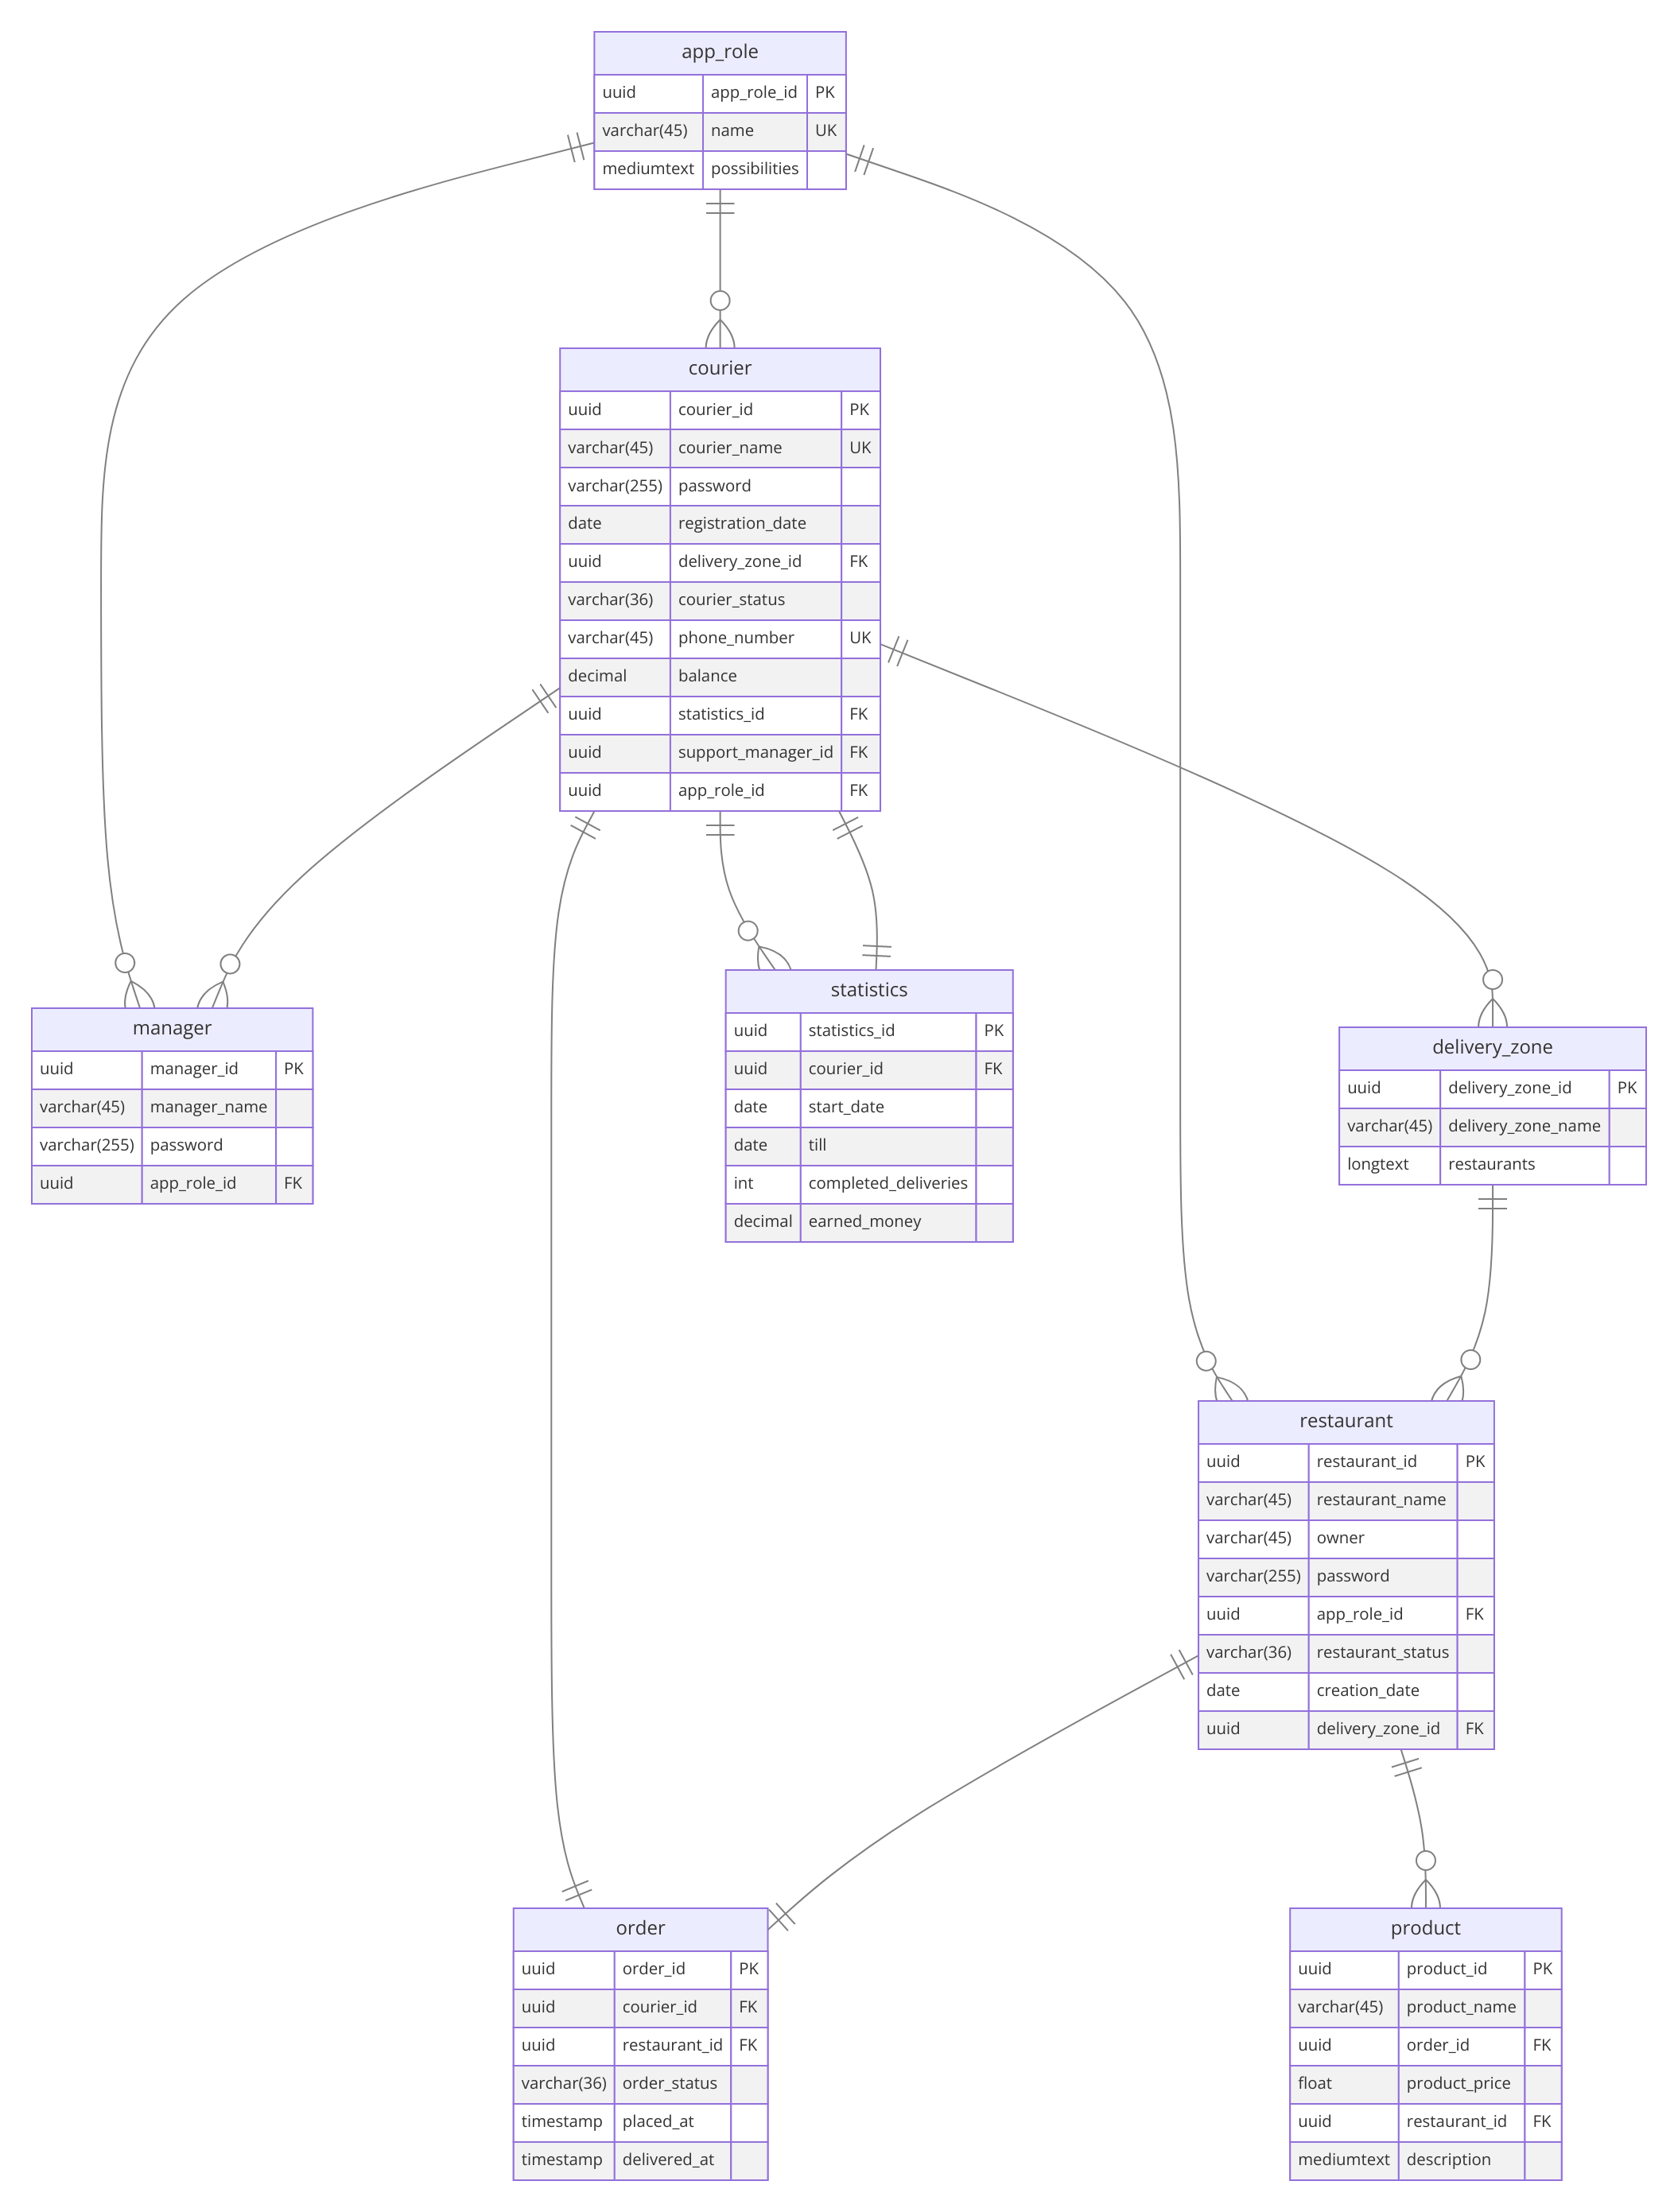 app_role
uuid app_role_id PK
varchar(45) name UK
mediumtext possibilities
courier
uuid courier_id PK
varchar(45) courier_name UK
varchar(255) password
date registration_date
uuid delivery_zone_id FK
varchar(36) courier_status
varchar(45) phone_number UK
decimal balance
uuid statistics_id FK
uuid support_manager_id FK
uuid app_role_id FK
manager
uuid manager_id PK
varchar(45) manager_name
varchar(255) password
uuid app_role_id FK
statistics
uuid statistics_id PK
uuid courier_id FK
date start_date
date till
int completed_deliveries
decimal earned_money
delivery_zone
uuid delivery_zone_id PK
varchar(45) delivery_zone_name
longtext restaurants
restaurant
uuid restaurant_id PK
varchar(45) restaurant_name
varchar(45) owner
varchar(255) password
uuid app_role_id FK
varchar(36) restaurant_status
date creation_date
uuid delivery_zone_id FK
order
uuid order_id PK
uuid courier_id FK
uuid restaurant_id FK
varchar(36) order_status
timestamp placed_at
timestamp delivered_at
product
uuid product_id PK
varchar(45) product_name
uuid order_id FK
float product_price
uuid restaurant_id FK
mediumtext description